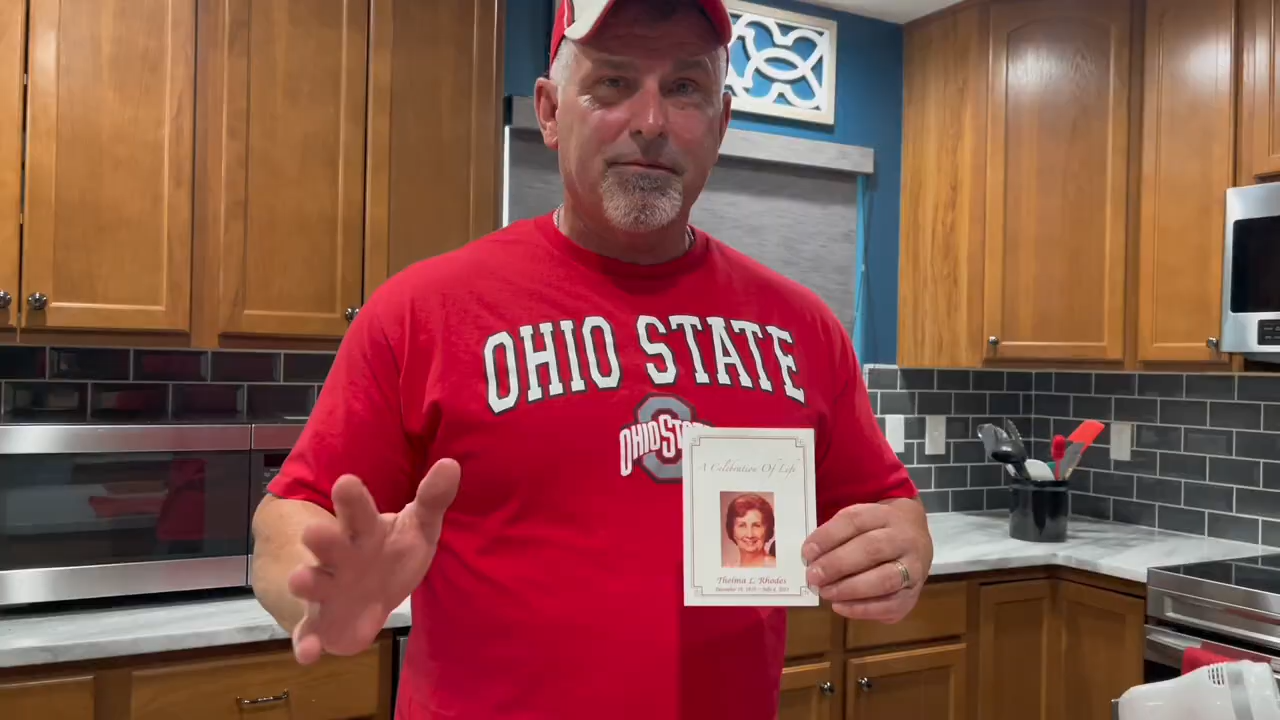 OHIO STATE
OHIO STATE
A Celebration Of Life
Thelma L. Rhodes